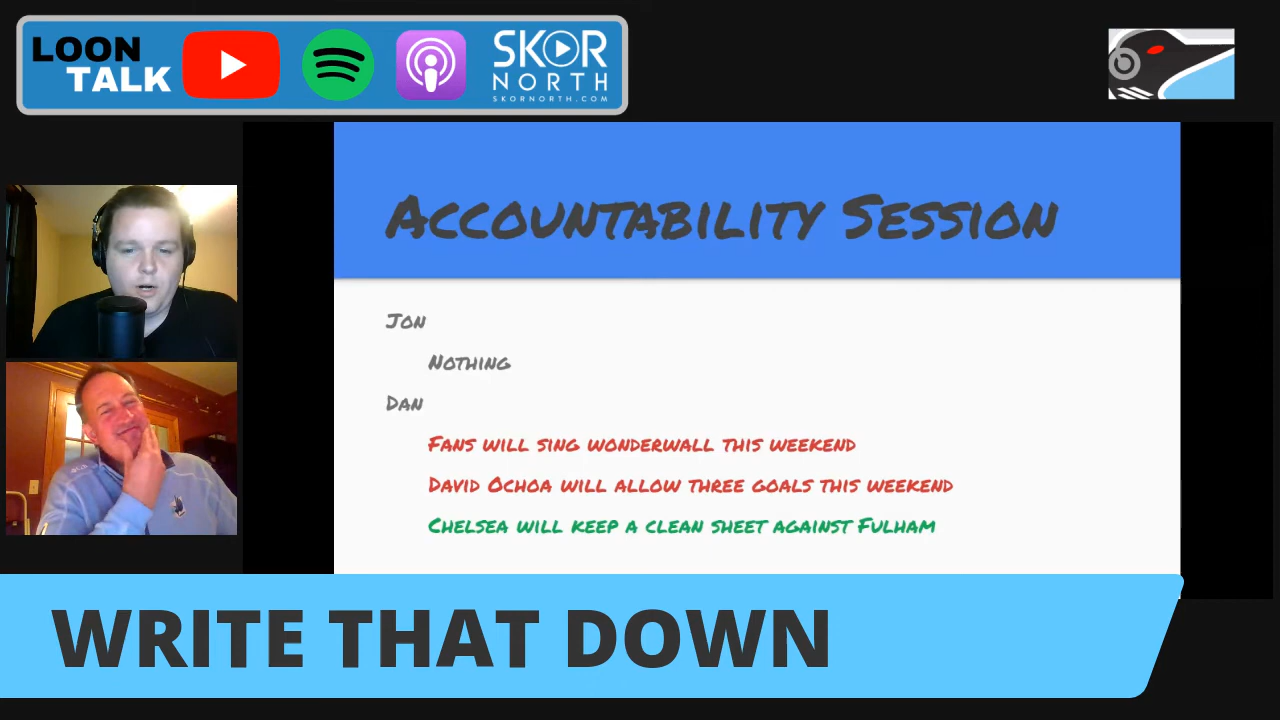 LOON
TALK
SKOR
NORTH
SKORNORTH.COM
Accountability Session
Jon
Nothing
Dan
Fans will sing wonderwall this weekend
David Ochoa will allow three goals this weekend
Chelsea will keep a clean sheet against Fulham
WRITE THAT DOWN